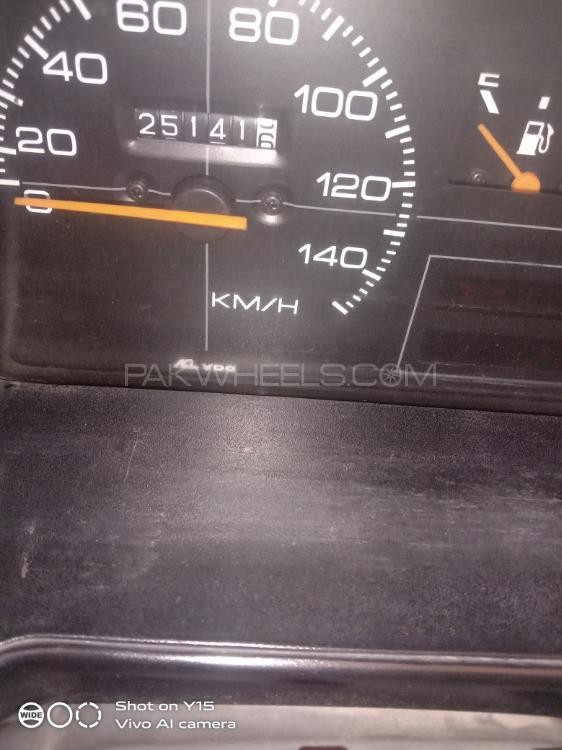 60 80
40
100
25141
20
120
0
140
KM/H
VDO
PAKWHEELS.COM
WIDE
Shot on Y15
Vivo AI camera